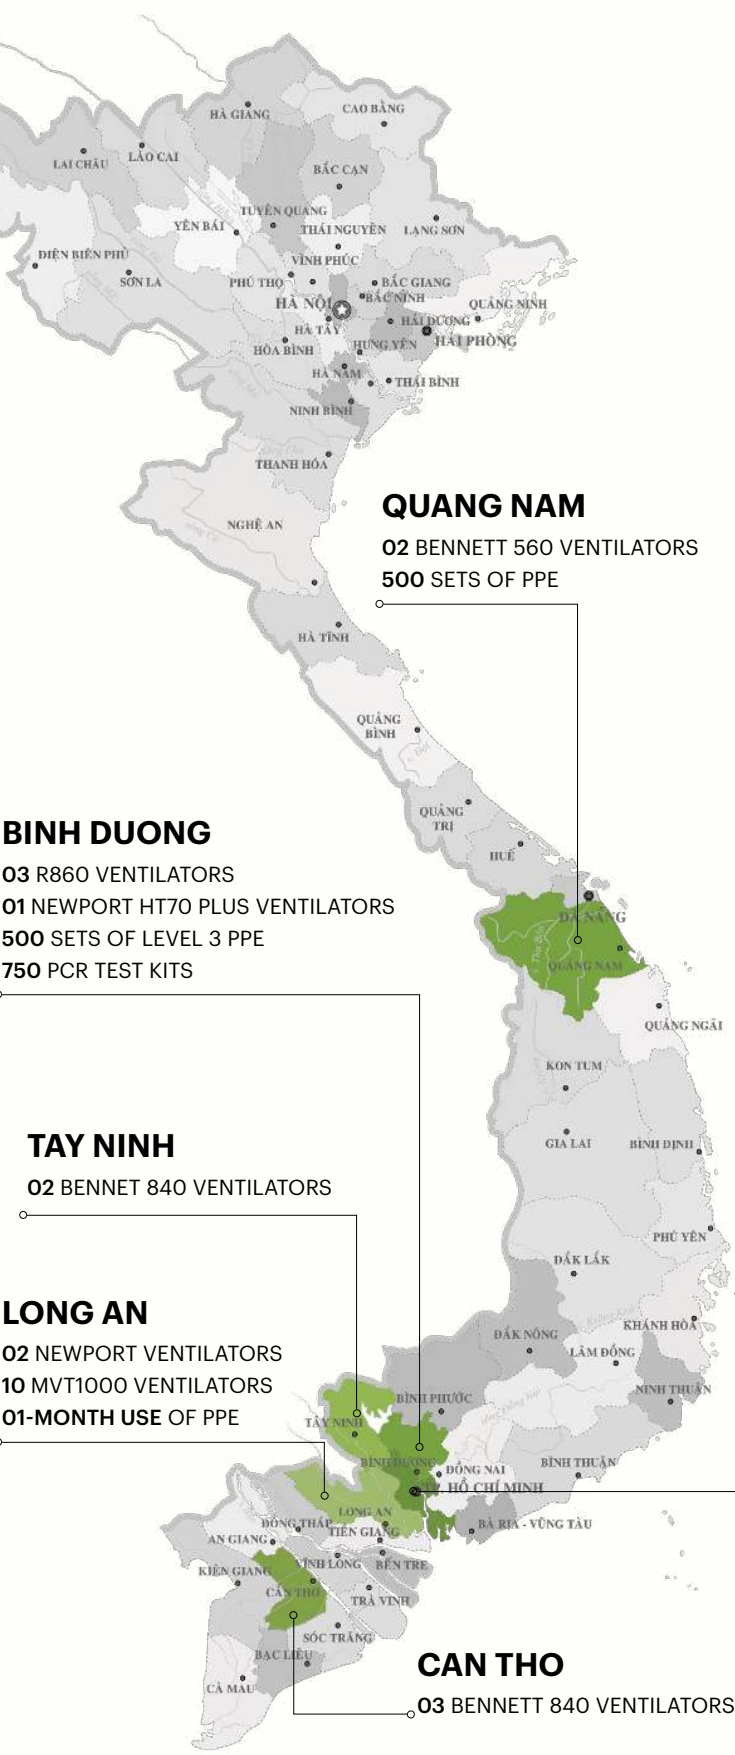 HÀ GIANG
CAO BẰNG
LAI CHÂU
LÀO CAI
BẮC CẠN
TUYÊN QUANG
YÊN BÁI
THÁI NGUYÊN
LẠNG SƠN
ĐIỆN BIÊN PHỦ
VĨNH PHÚC
SƠN LA
PHÚ THỌ
BẮC GIANG
BẮC NINH
HÀ NỘI
QUẢNG NINH
HẢI DƯƠNG
HÀ TÂY
HẢI PHÒNG
HÒA BÌNH
HƯNG YÊN
HÀ NAM
THÁI BÌNH
NINH BÌNH
THANH HÓA
QUANG NAM
02 BENNETT 560 VENTILATORS
500 SETS OF PPE
NGHỆ AN
HÀ TĨNH
QUẢNG
BÌNH
QUẢNG
TRỊ
HUẾ
BINH DUONG
03 R860 VENTILATORS
01 NEWPORT HT70 PLUS VENTILATORS
500 SETS OF LEVEL 3 PPE
750 PCR TEST KITS
ĐÀ NẴNG
QUẢNG NAM
QUẢNG NGÃI
KON TUM
GIA LAI
BÌNH ĐỊNH
TAY NINH
02 BENNET 840 VENTILATORS
PHÚ YÊN
ĐẮK LẮK
LONG AN
02 NEWPORT VENTILATORS
10 MVT1000 VENTILATORS
01-MONTH USE OF PPE
KHÁNH HÒA
ĐẮK NÔNG
LÂM ĐỒNG
NINH THUẬN
BÌNH PHƯỚC
TÂY NINH
BÌNH DƯƠNG
ĐỒNG NAI
BÌNH THUẬN
TP. HỒ CHÍ MINH
LONG AN
ĐỒNG THÁP
TIỀN GIANG
BÀ RỊA - VŨNG TÀU
AN GIANG
KIÊN GIANG
VĨNH LONG
BẾN TRE
CẦN THƠ
TRÀ VINH
SÓC TRĂNG
BẠC LIÊU
CÀ MAU
CAN THO
03 BENNETT 840 VENTILATORS